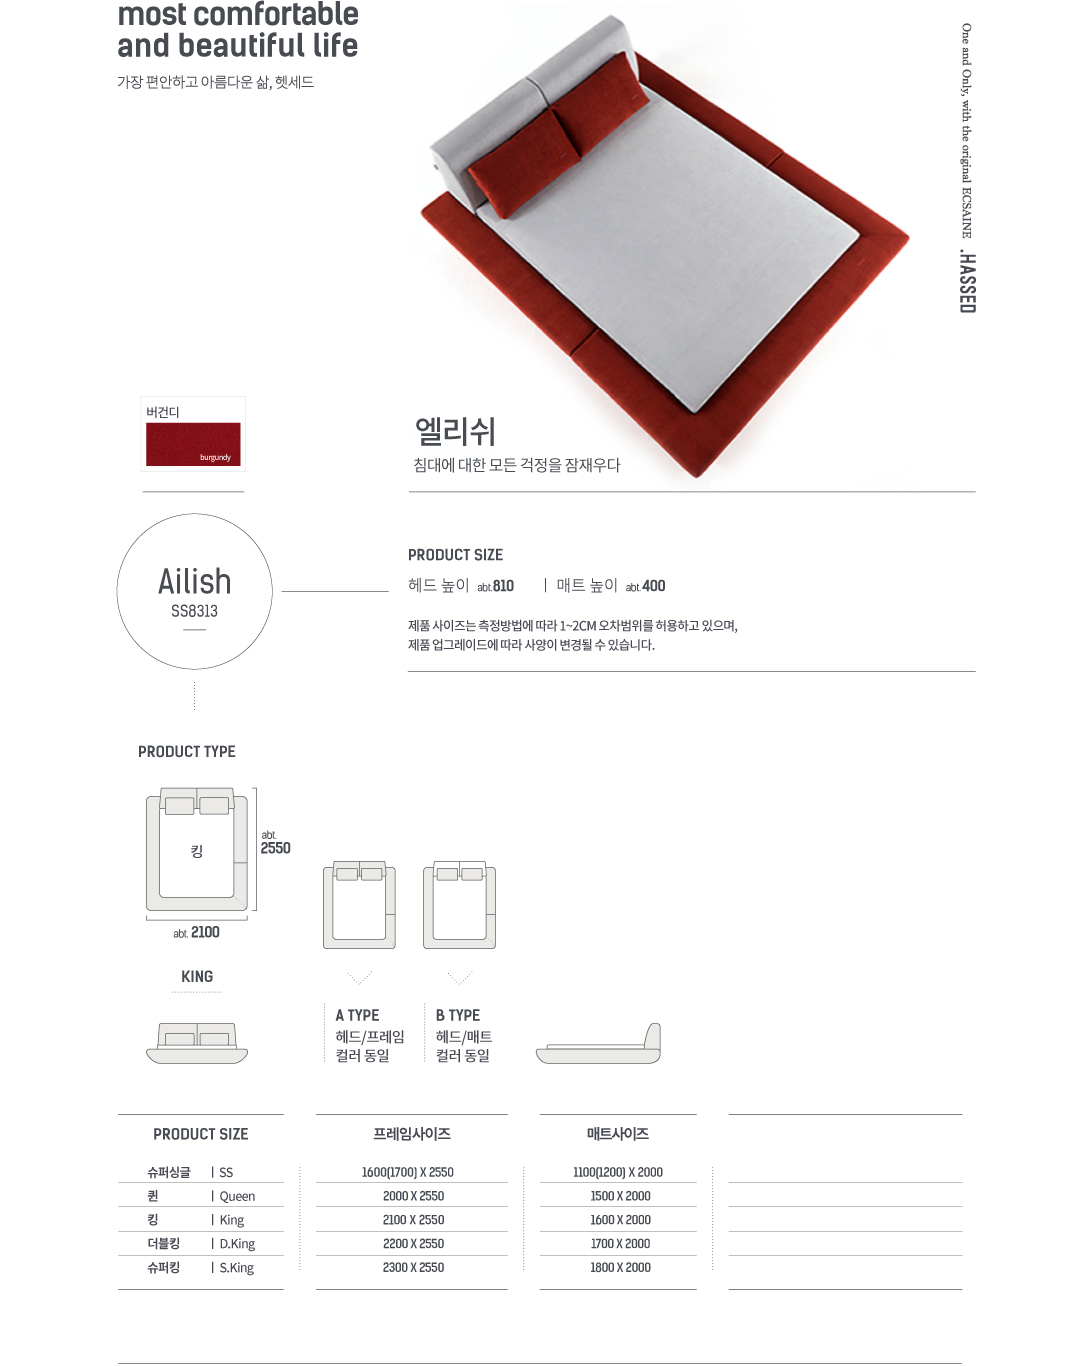 most comfortable
and beautiful life
가장 편안하고 아름다운 삶, 헷세드
One and Only, with the original ECSAINE .HASSED
버건디
burgundy
엘리쉬
침대에 대한 모든 걱정을 잠재우다
Ailish
SS8313
PRODUCT SIZE
헤드 높이 abt.810 | 매트 높이 abt.400
제품 사이즈는 측정방법에 따라 1~2CM 오차범위를 허용하고 있으며,
제품 업그레이드에 따라 사양이 변경될 수 있습니다.
PRODUCT TYPE
킹
abt.
2550
abt. 2100
KING
A TYPE
헤드/프레임
컬러 동일
B TYPE
헤드/매트
컬러 동일
PRODUCT SIZE 프레임사이즈 매트사이즈
슈퍼싱글 | SS 1600(1700) X 2550 1100(1200) X 2000
퀸 | Queen 2000 X 2550 1500 X 2000
킹 | King 2100 X 2550 1600 X 2000
더블킹 | D.King 2200 X 2550 1700 X 2000
슈퍼킹 | S.King 2300 X 2550 1800 X 2000